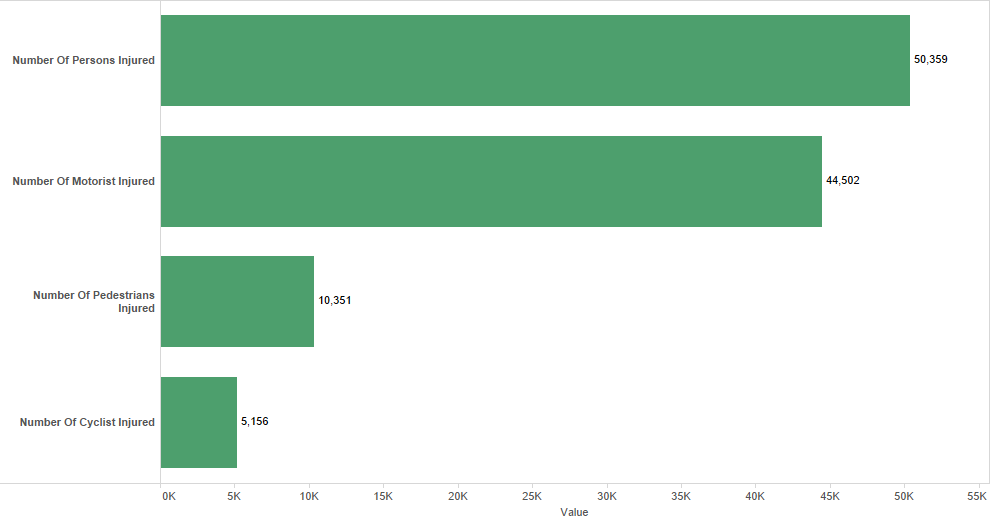 Number Of Persons Injured
50,359
Number Of Motorist Injured
44,502
Number Of Pedestrians
Injured
10,351
Number Of Cyclist Injured
5,156
0K 5K 10K 15K 20K 25K 30K 35K 40K 45K 50K 55K
Value